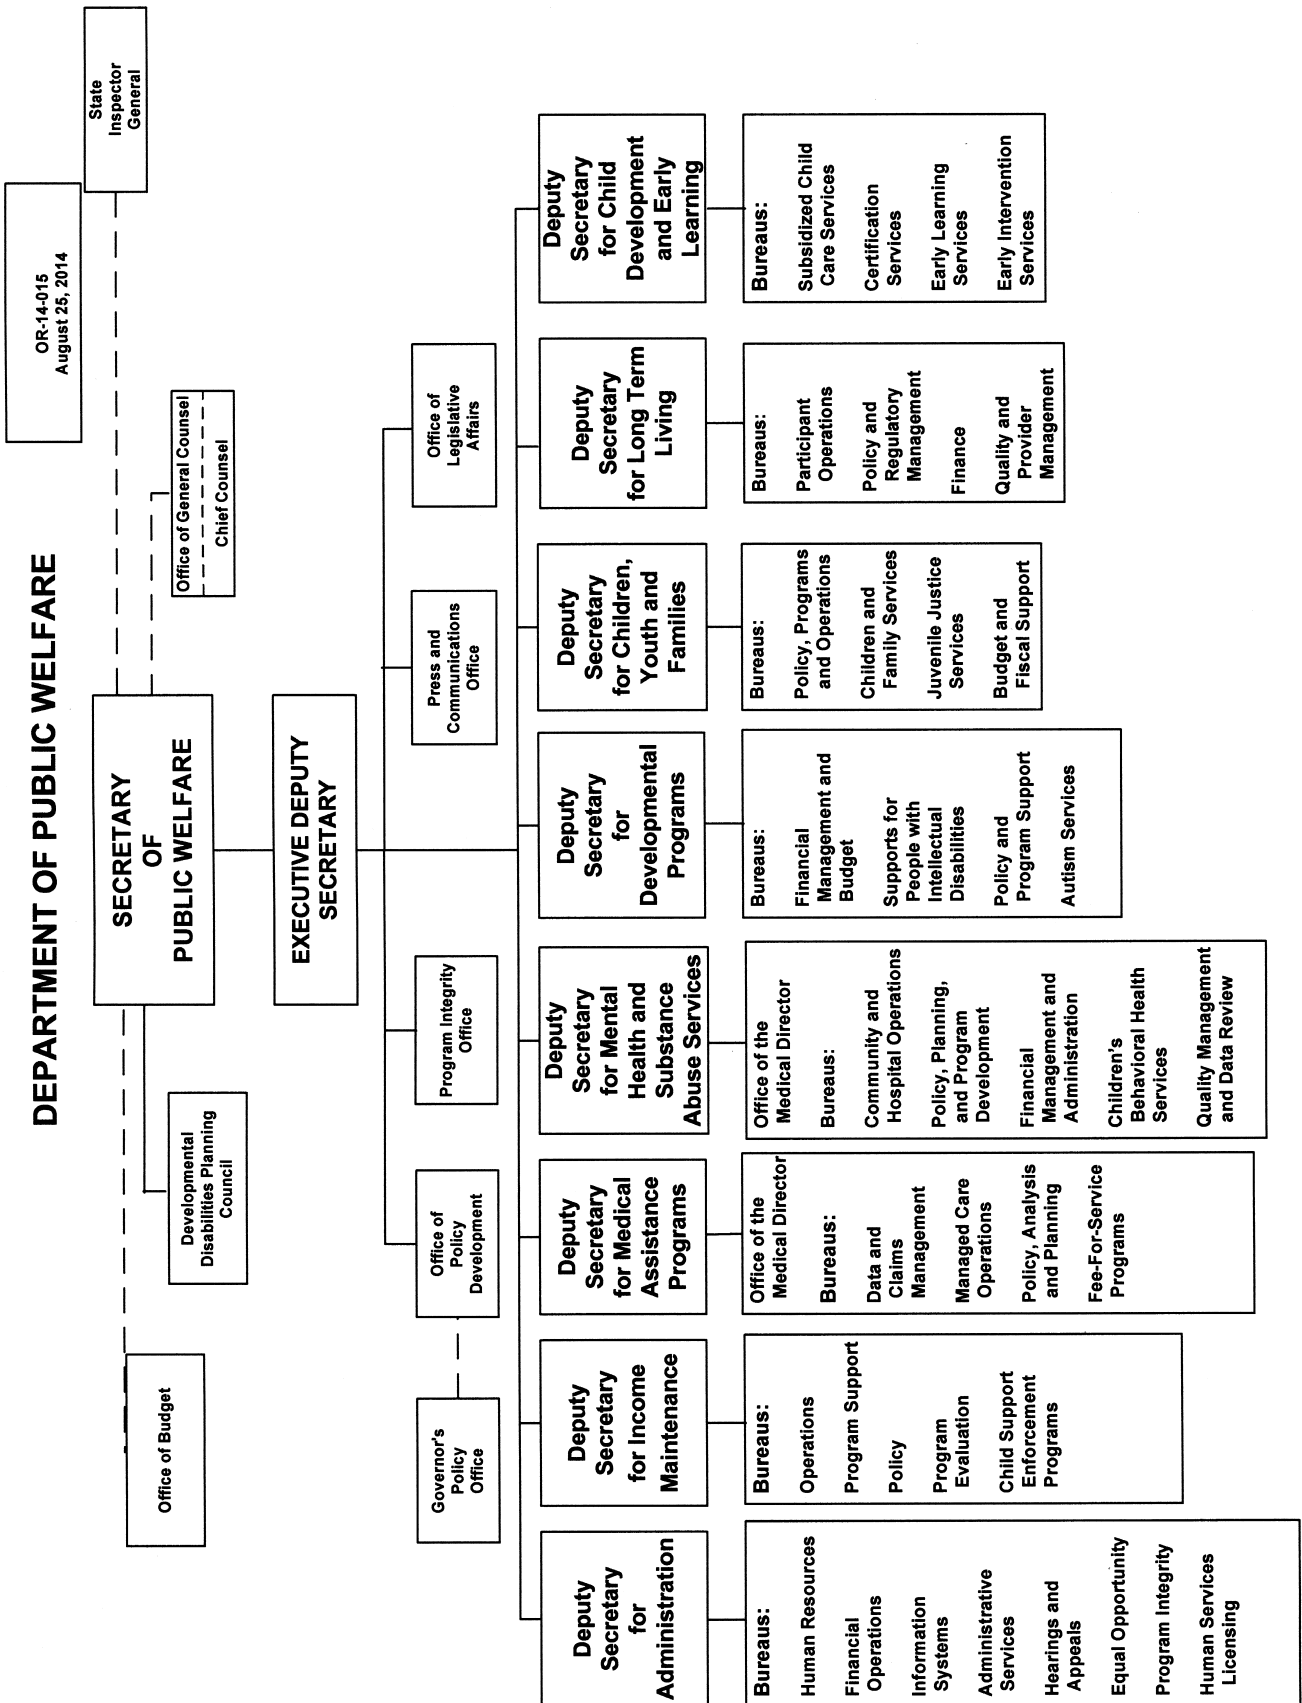 OR-14-015
August 25, 2014
DEPARTMENT OF PUBLIC WELFARE
State
Inspector
General
SECRETARY
OF
PUBLIC WELFARE
Office of General Counsel
Chief Counsel
Developmental
Disabilities Planning
Council
Office of Budget
EXECUTIVE DEPUTY
SECRETARY
Governor's
Policy
Office
Office of
Policy
Development
Program Integrity
Office
Press and
Communications
Office
Office of
Legislative
Affairs
Deputy
Secretary
for
Administration
Bureaus:
Human Resources
Financial
Operations
Information
Systems
Administrative
Services
Hearings and
Appeals
Equal Opportunity
Program Integrity
Human Services
Licensing
Deputy
Secretary
for Income
Maintenance
Bureaus:
Operations
Program Support
Policy
Program
Evaluation
Child Support
Enforcement
Programs
Deputy
Secretary
for Medical
Assistance
Programs
Office of the
Medical Director
Bureaus:
Data and
Claims
Management
Managed Care
Operations
Policy, Analysis
and Planning
Fee-For-Service
Programs
Deputy
Secretary
for Mental
Health and
Substance
Abuse Services
Office of the
Medical Director
Bureaus:
Community and
Hospital Operations
Policy, Planning,
and Program
Development
Financial
Management and
Administration
Children's
Behavioral Health
Services
Quality Management
and Data Review
Deputy
Secretary
for
Developmental
Programs
Bureaus:
Financial
Management and
Budget
Supports for
People with
Intellectual
Disabilities
Policy and
Program Support
Autism Services
Deputy
Secretary
for Children,
Youth and
Families
Bureaus:
Policy, Programs
and Operations
Children and
Family Services
Juvenile Justice
Services
Budget and
Fiscal Support
Deputy
Secretary
for Long Term
Living
Bureaus:
Participant
Operations
Policy and
Regulatory
Management
Finance
Quality and
Provider
Management
Deputy
Secretary
for Child
Development
and Early
Learning
Bureaus:
Subsidized Child
Care Services
Certification
Services
Early Learning
Services
Early Intervention
Services